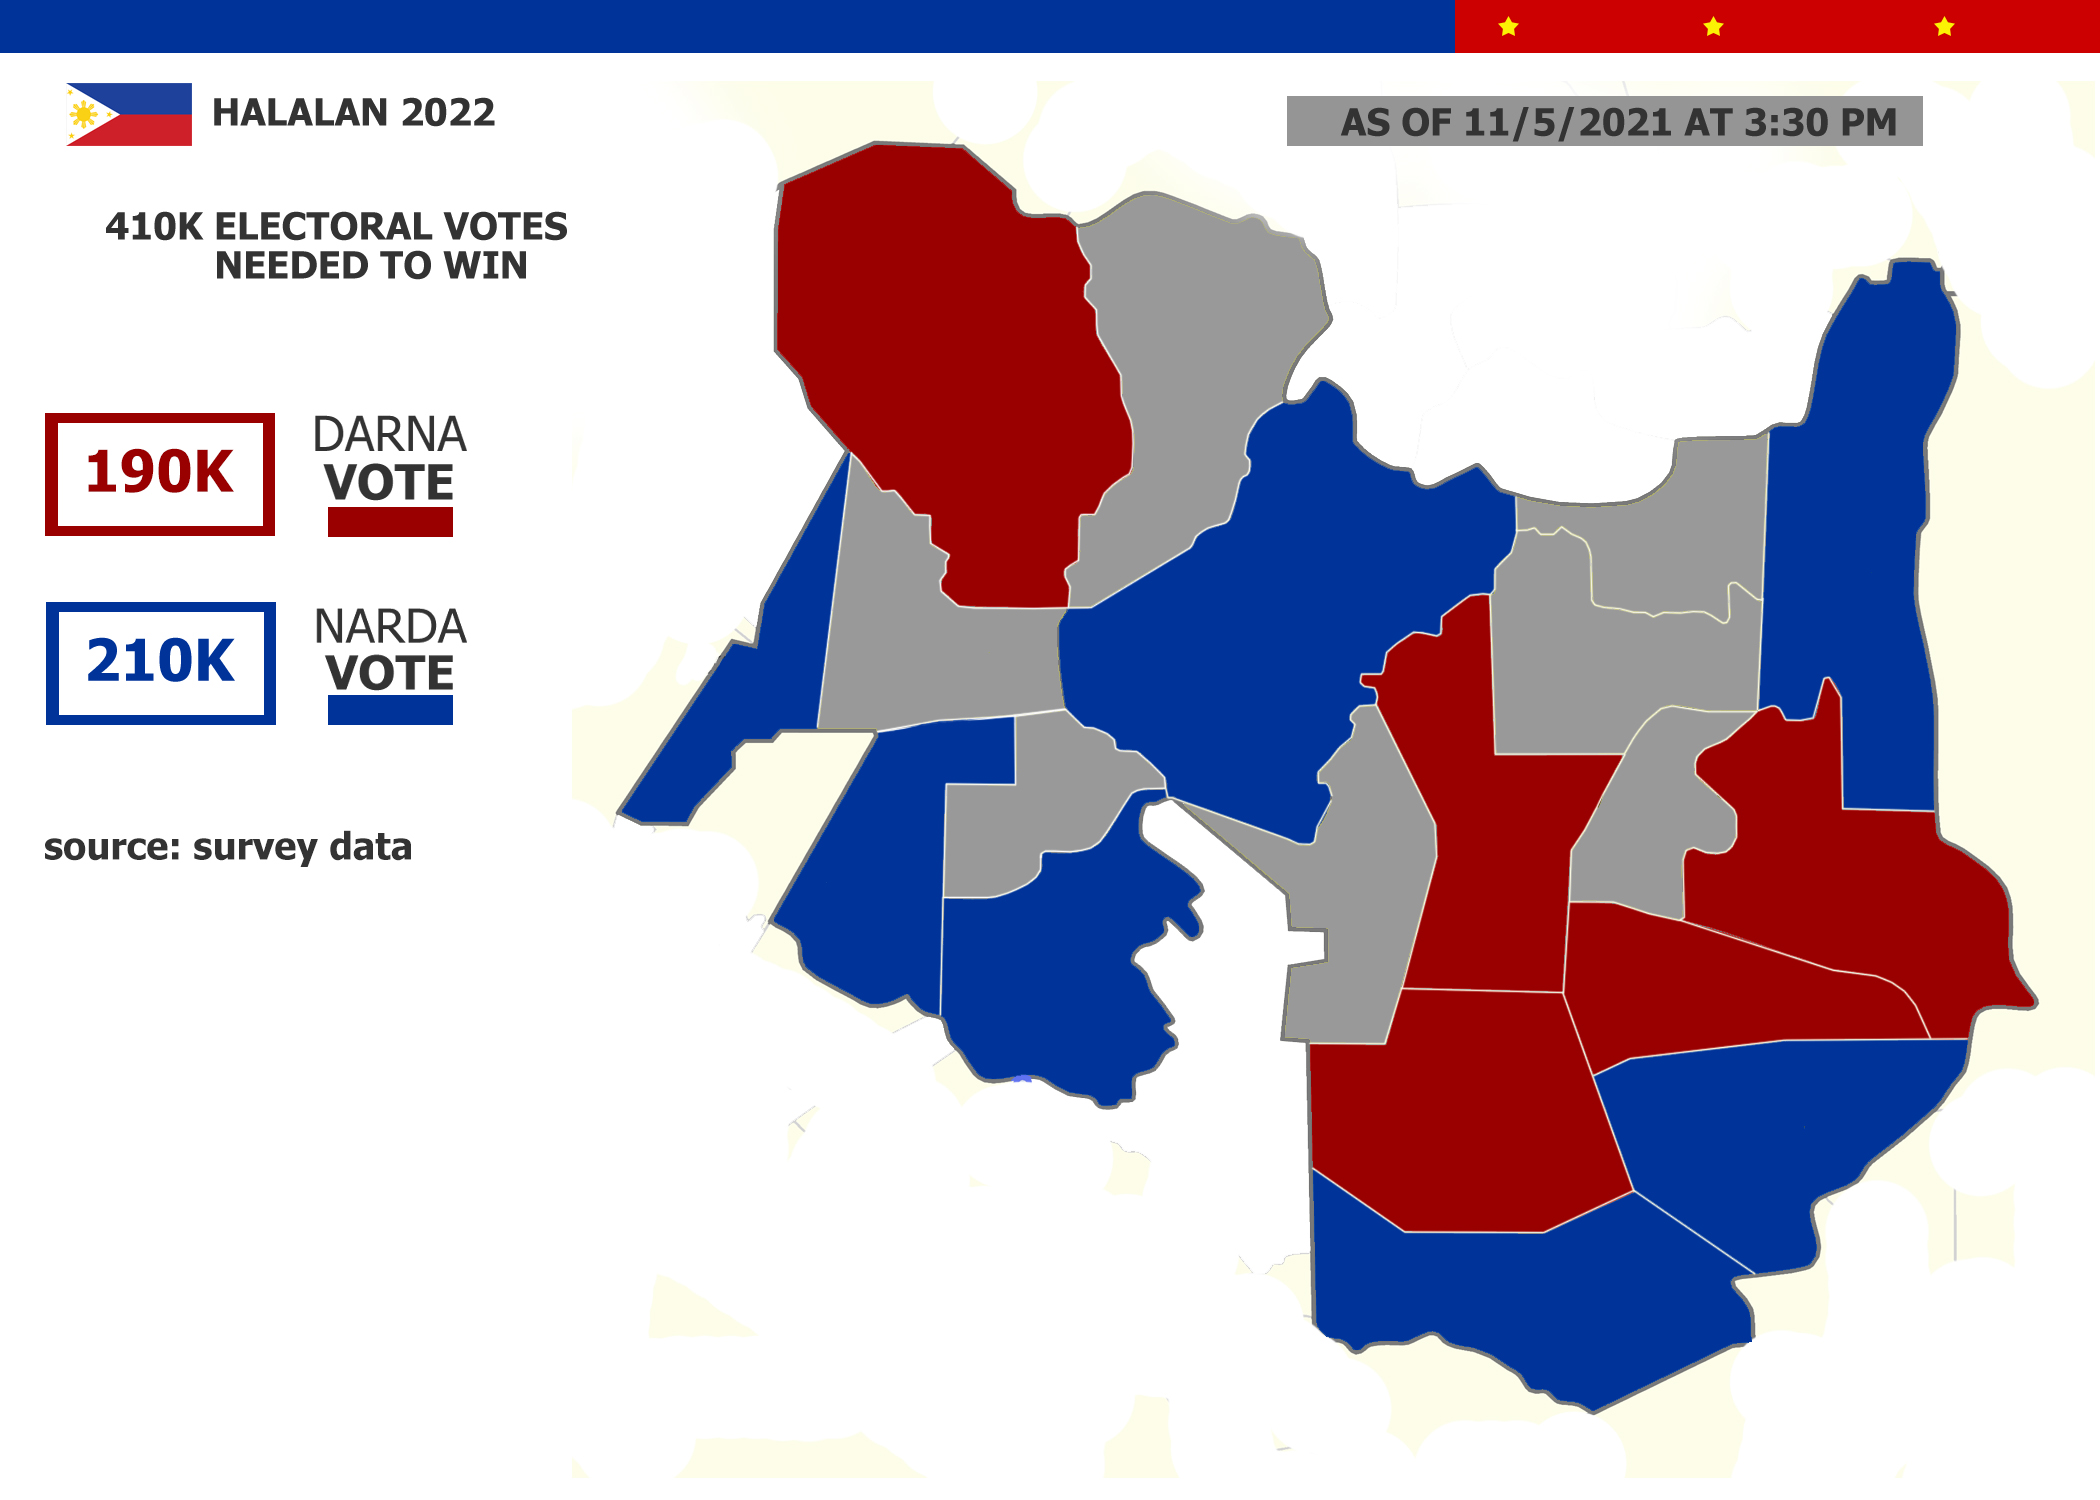 HALALAN 2022
AS OF 11/5/2021 AT 3:30 PM
410K ELECTORAL VOTES
NEEDED TO WIN
190K
DARNA
VOTE
210K
NARDA
VOTE
source: survey data